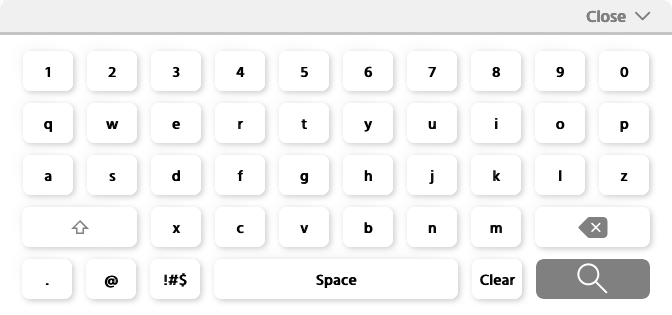 Close
1 2 3 4 5 6 7 8 9 0
q w e r t y u i o p
a s d f g h j k l z
x c v b n m
. @ !#$ Space Clear